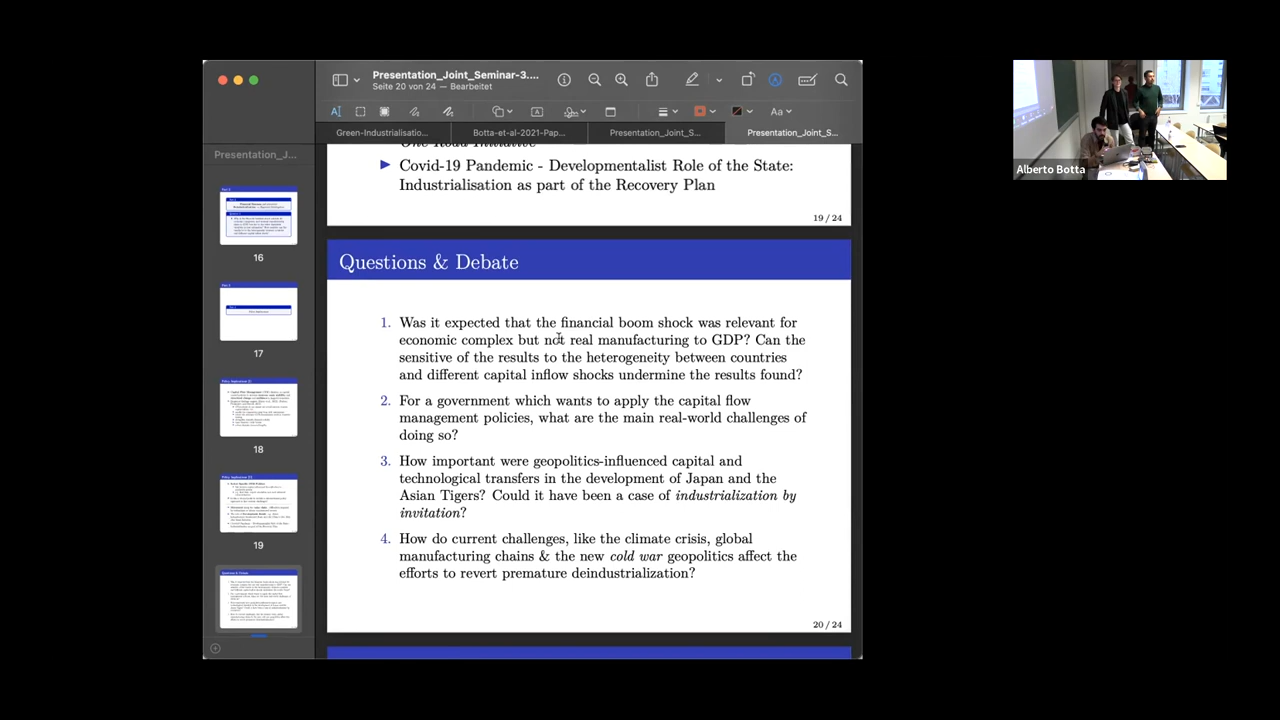 Presentation_Joint_Seminar-3....
Seite 20 von 24 — Bearbeitet
Aa
Green-Industrialisatio...
Botta-et-al-2021-Pap...
Presentation_Joint_S...
Presentation_Joint_S...
Presentation_J...
16
17
18
19
One Road Initiative
Covid-19 Pandemic - Developmentalist Role of the State:
Industrialisation as part of the Recovery Plan
19 / 24
Questions & Debate
1. Was it expected that the financial boom shock was relevant for
economic complex but not real manufacturing to GDP? Can the
sensitive of the results to the heterogeneity between countries
and different capital inflow shocks undermine the results found?
2. For a government which wants to apply the capital flow
management policies, what are the main risks and challenges of
doing so?
3. How important were geopolitics-influenced capital and
technological transfers in the development of Japan and the
Asian Tigers? Could it have been a case of industrialization by
invitation?
4. How do current challenges, like the climate crisis, global
manufacturing chains & the new cold war geopolitics affect the
efforts to revert premature deindustrialization?
20 / 24
Alberto Botta